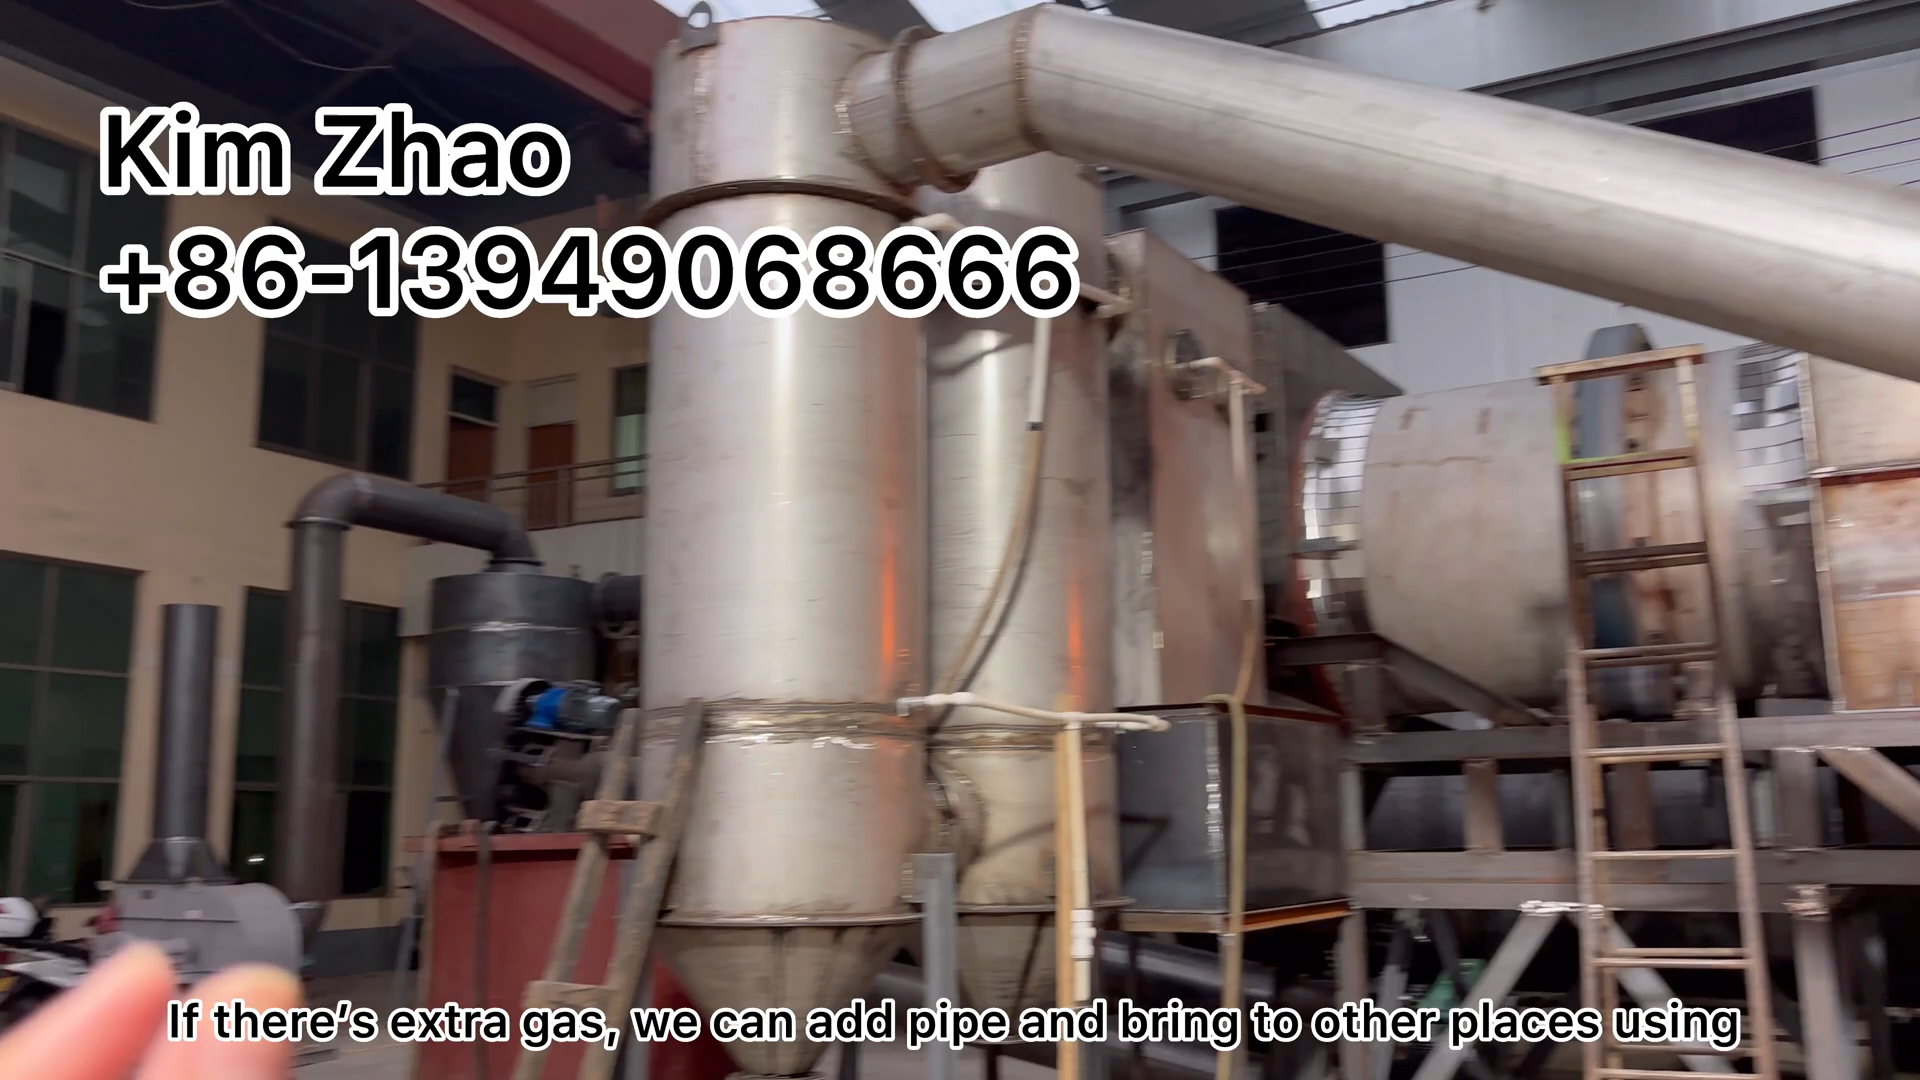 Kim Zhao
+86-13949068666
If there's extra gas, we can add pipe and bring to other places using